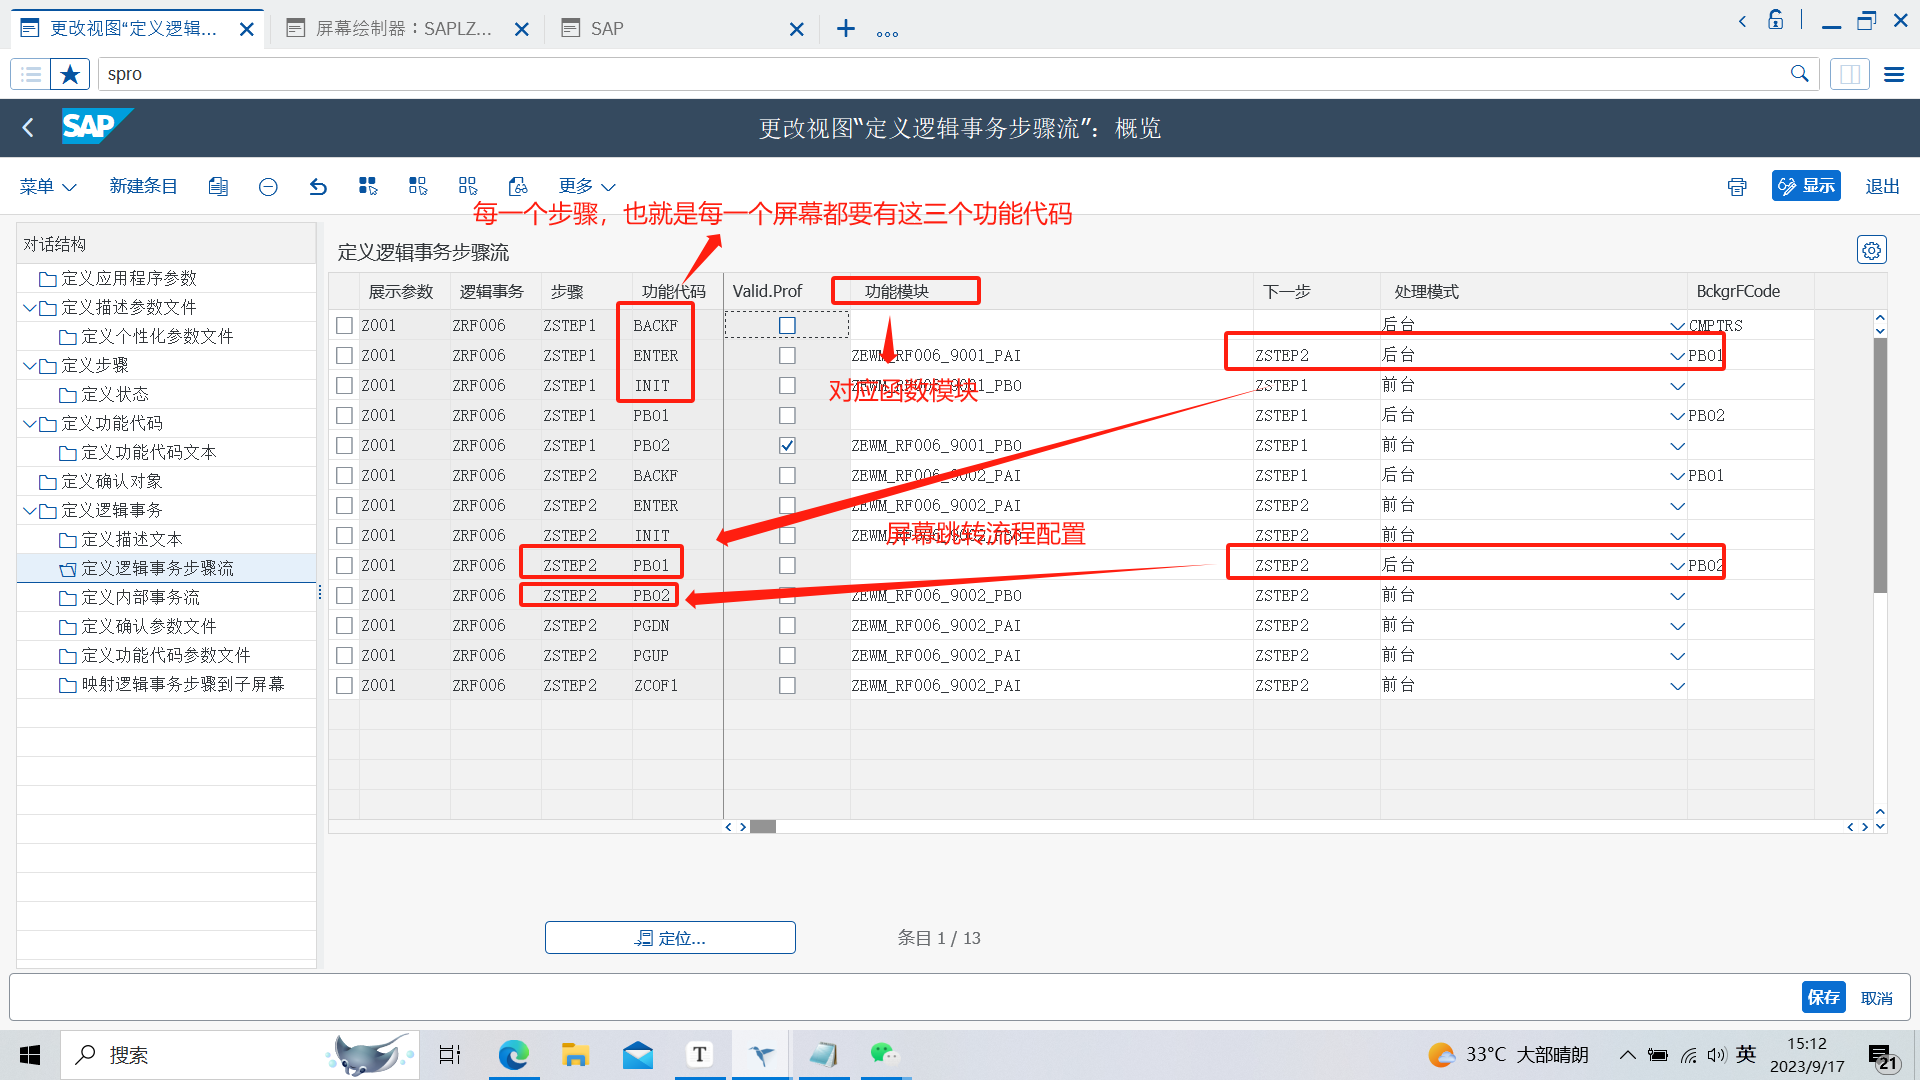 更改视图“定义逻辑...
屏幕绘制器：SAPLZ...
SAP
spro
SAP
更改视图“定义逻辑事务步骤流”：概览
菜单
新建条目
更多
显示
退出
每一个步骤，也就是每一个屏幕都要有这三个功能代码
对话结构
定义应用程序参数
定义描述参数文件
定义个性化参数文件
定义步骤
定义状态
定义功能代码
定义功能代码文本
定义确认对象
定义逻辑事务
定义描述文本
定义逻辑事务步骤流
定义内部事务流
定义确认参数文件
定义功能代码参数文件
映射逻辑事务步骤到子屏幕
定义逻辑事务步骤流
展示参数 逻辑事务 步骤 功能代码 Valid.Prof 功能模块 下一步 处理模式 BckgrFCode
Z001 ZRF006 ZSTEP1 BACKF 后台 CMPTRS
Z001 ZRF006 ZSTEP1 ENTER ZEWM_RF006_9001_PAI ZSTEP2 后台 PBO1
Z001 ZRF006 ZSTEP1 INIT ZEWM_RF006_9001_PBO ZSTEP1 前台
对应函数模块
Z001 ZRF006 ZSTEP1 PBO1 ZSTEP1 后台 PBO2
Z001 ZRF006 ZSTEP1 PBO2 ZEWM_RF006_9001_PBO ZSTEP1 前台
Z001 ZRF006 ZSTEP2 BACKF ZEWM_RF006_9002_PAI ZSTEP1 后台 PBO1
Z001 ZRF006 ZSTEP2 ENTER ZEWM_RF006_9002_PAI ZSTEP2 前台
Z001 ZRF006 ZSTEP2 INIT ZEWM_RF006_9002_PBO ZSTEP2 前台
屏幕跳转流程配置
Z001 ZRF006 ZSTEP2 PBO1 ZSTEP2 后台 PBO2
Z001 ZRF006 ZSTEP2 PBO2 ZEWM_RF006_9002_PBO ZSTEP2 前台
Z001 ZRF006 ZSTEP2 PGDN ZEWM_RF006_9002_PAI ZSTEP2 前台
Z001 ZRF006 ZSTEP2 PGUP ZEWM_RF006_9002_PAI ZSTEP2 前台
Z001 ZRF006 ZSTEP2 ZCOF1 ZEWM_RF006_9002_PAI ZSTEP2 前台
定位...
条目 1 / 13
保存
取消
搜索
T
33°C 大部晴朗
英
15:12
2023/9/17
21